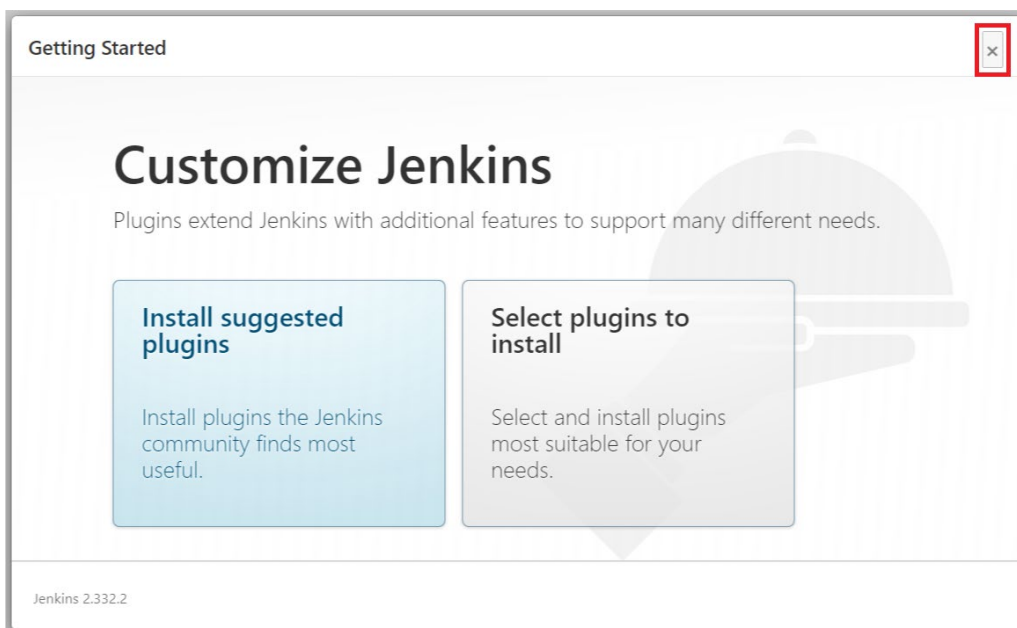 Getting Started
×
Customize Jenkins
Plugins extend Jenkins with additional features to support many different needs.
Install suggested
plugins
Install plugins the Jenkins
community finds most
useful.
Select plugins to
install
Select and install plugins
most suitable for your
needs.
Jenkins 2.332.2